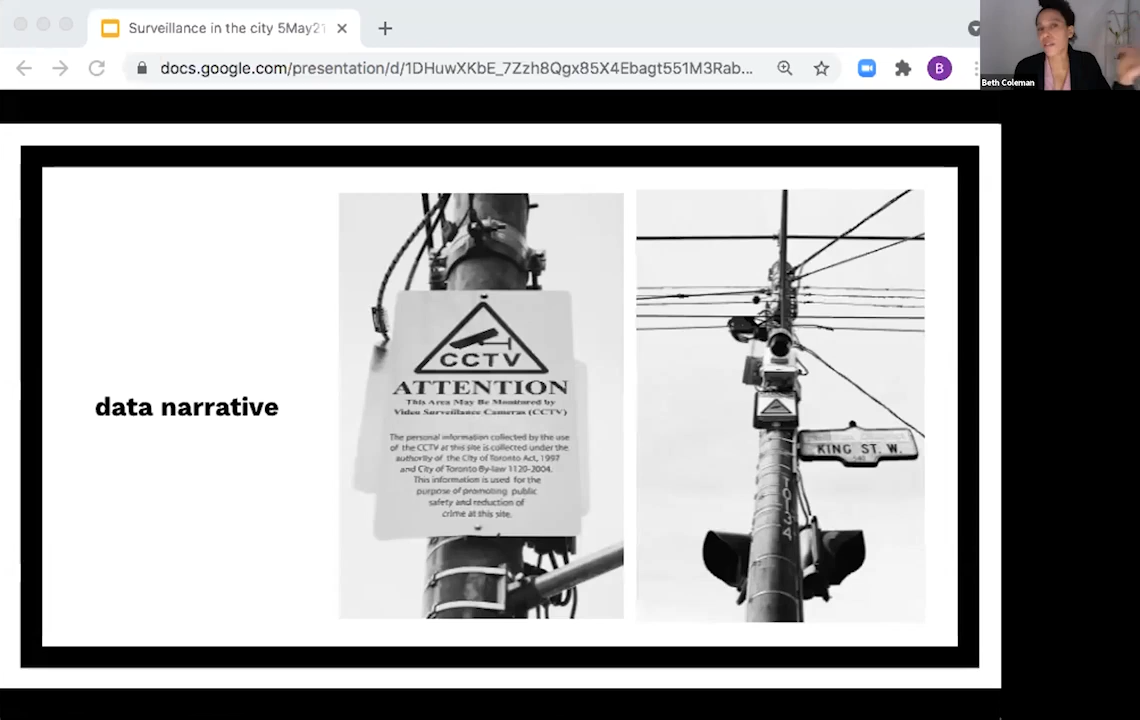 Surveillance in the city 5May21
docs.google.com/presentation/d/1DHuwXKbE_7Zzh8Qgx85X4Ebagt551M3Rab...
B
Beth Coleman
data narrative
CCTV
ATTENTION
This Area May Be Monitored by
Video Surveillance Cameras (CCTV)
The personal information collected by the use
of the CCTV at this site is collected under the
authority of the City of Toronto Act, 1997
and City of Toronto By-law 1120-2004.
This information is used for the
purpose of promoting public
safety and reduction of
crime at this site.
KING ST. W.